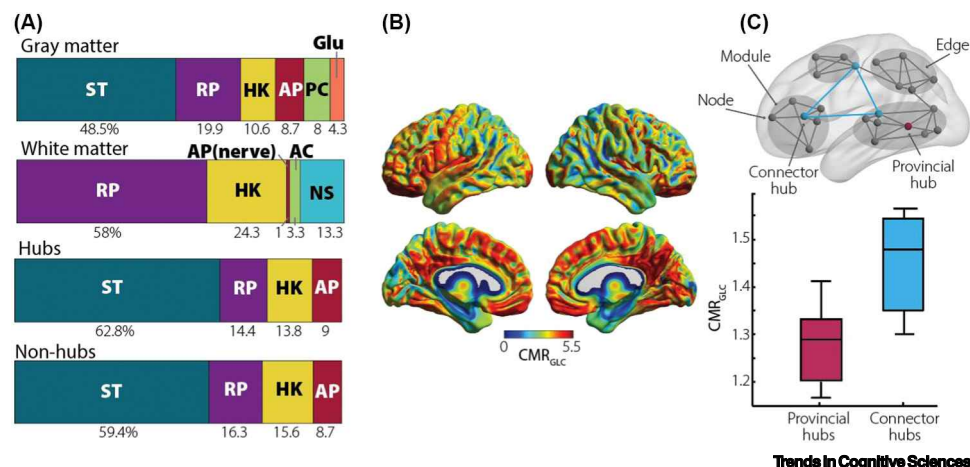 (A)
Gray matter
Glu
ST RP HK AP PC
48.5% 19.9 10.6 8.7 8 4.3
White matter
AP(nerve) AC
RP HK NS
58% 24.3 1 3.3 13.3
Hubs
ST RP HK AP
62.8% 14.4 13.8 9
Non-hubs
ST RP HK AP
59.4% 16.3 15.6 8.7
(B)
0 5.5
CMRGLC
(C)
Edge
Module
Node
Connector
hub
Provincial
hub
1.5
1.4
1.3
1.2
CMRGLC
Provincial
hubs
Connector
hubs
Trends in Cognitive Sciences